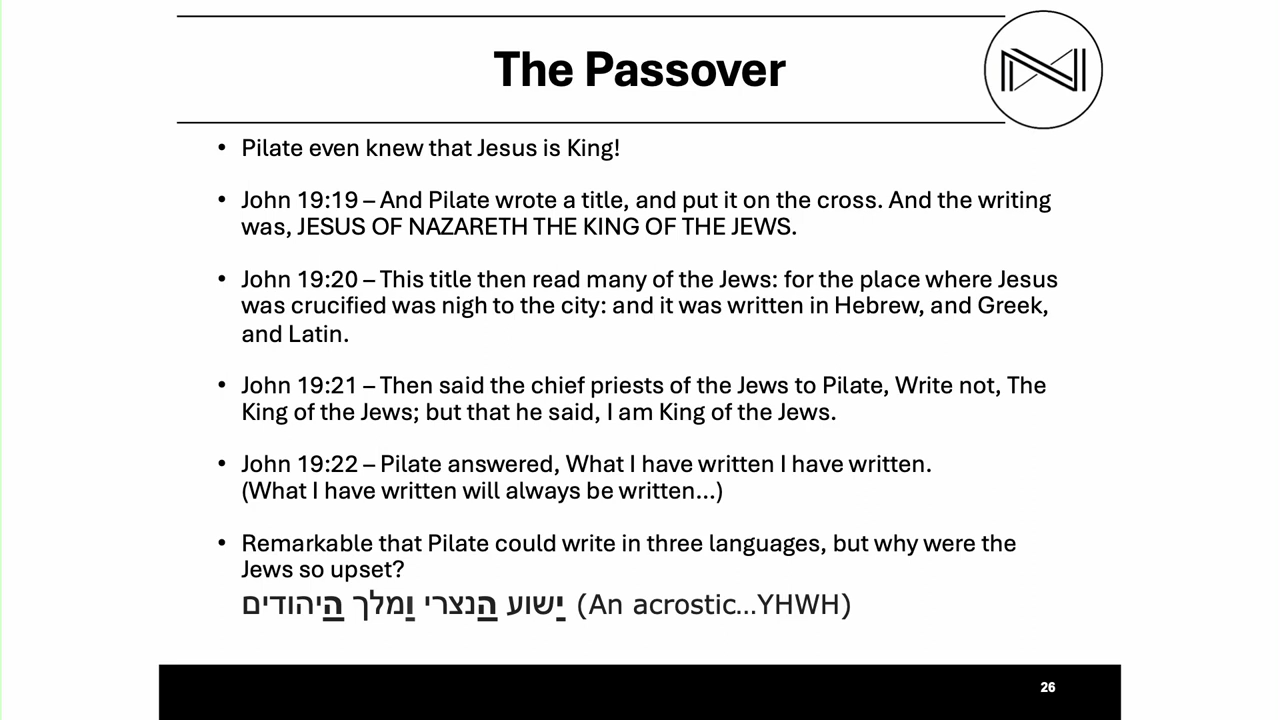 The Passover
• Pilate even knew that Jesus is King!
• John 19:19 – And Pilate wrote a title, and put it on the cross. And the writing
was, JESUS OF NAZARETH THE KING OF THE JEWS.
• John 19:20 – This title then read many of the Jews: for the place where Jesus
was crucified was nigh to the city: and it was written in Hebrew, and Greek,
and Latin.
• John 19:21 – Then said the chief priests of the Jews to Pilate, Write not, The
King of the Jews; but that he said, I am King of the Jews.
• John 19:22 – Pilate answered, What I have written I have written.
(What I have written will always be written...)
• Remarkable that Pilate could write in three languages, but why were the
Jews so upset?
ישוע הנצרי ומלך היהודים (An acrostic...YHWH)
26